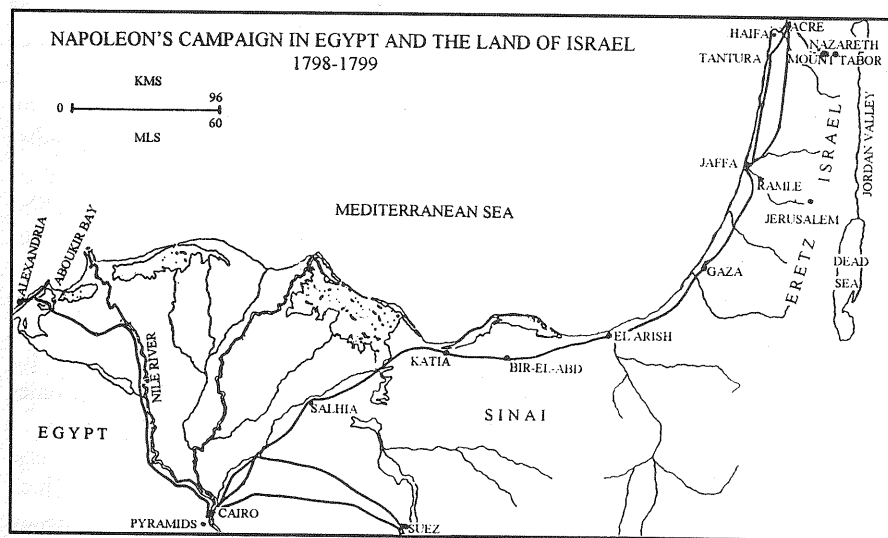 NAPOLEON'S CAMPAIGN IN EGYPT AND THE LAND OF ISRAEL
1798-1799
KMS
0
96
60
MLS
ACRE
HAIFA
NAZARETH
TANTURA
MOUNT TABOR
JORDAN VALLEY
ERETZ ISRAEL
JAFFA
RAMLE
JERUSALEM
MEDITERRANEAN SEA
ALEXANDRIA
ABOUKIR BAY
GAZA
DEAD
SEA
EL ARISH
KATIA
BIR-EL-ABD
NILE RIVER
SALHIA
SINAI
EGYPT
PYRAMIDS
CAIRO
SUEZ